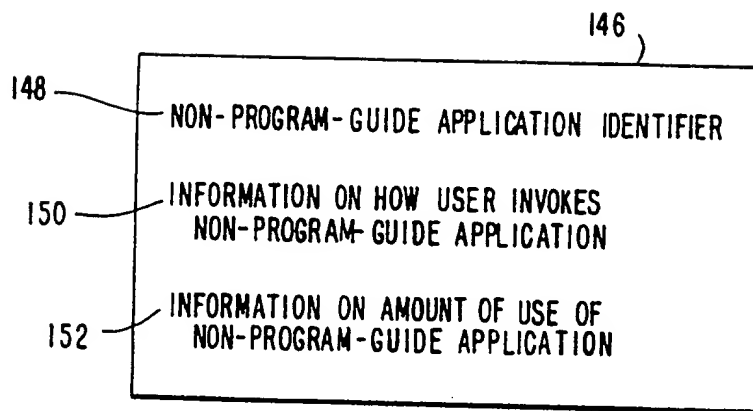 146
148
NON-PROGRAM-GUIDE APPLICATION IDENTIFIER
150
INFORMATION ON HOW USER INVOKES
NON-PROGRAM-GUIDE APPLICATION
152
INFORMATION ON AMOUNT OF USE OF
NON-PROGRAM-GUIDE APPLICATION